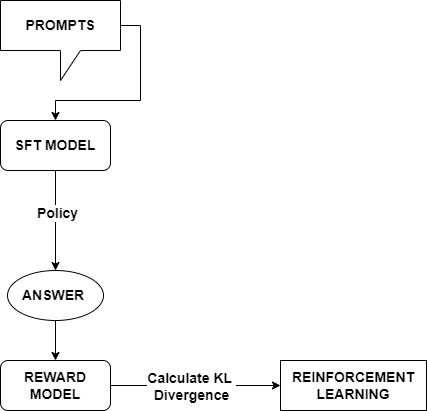 PROMPTS
SFT MODEL
Policy
ANSWER
REWARD
MODEL
Calculate KL
Divergence
REINFORCEMENT
LEARNING